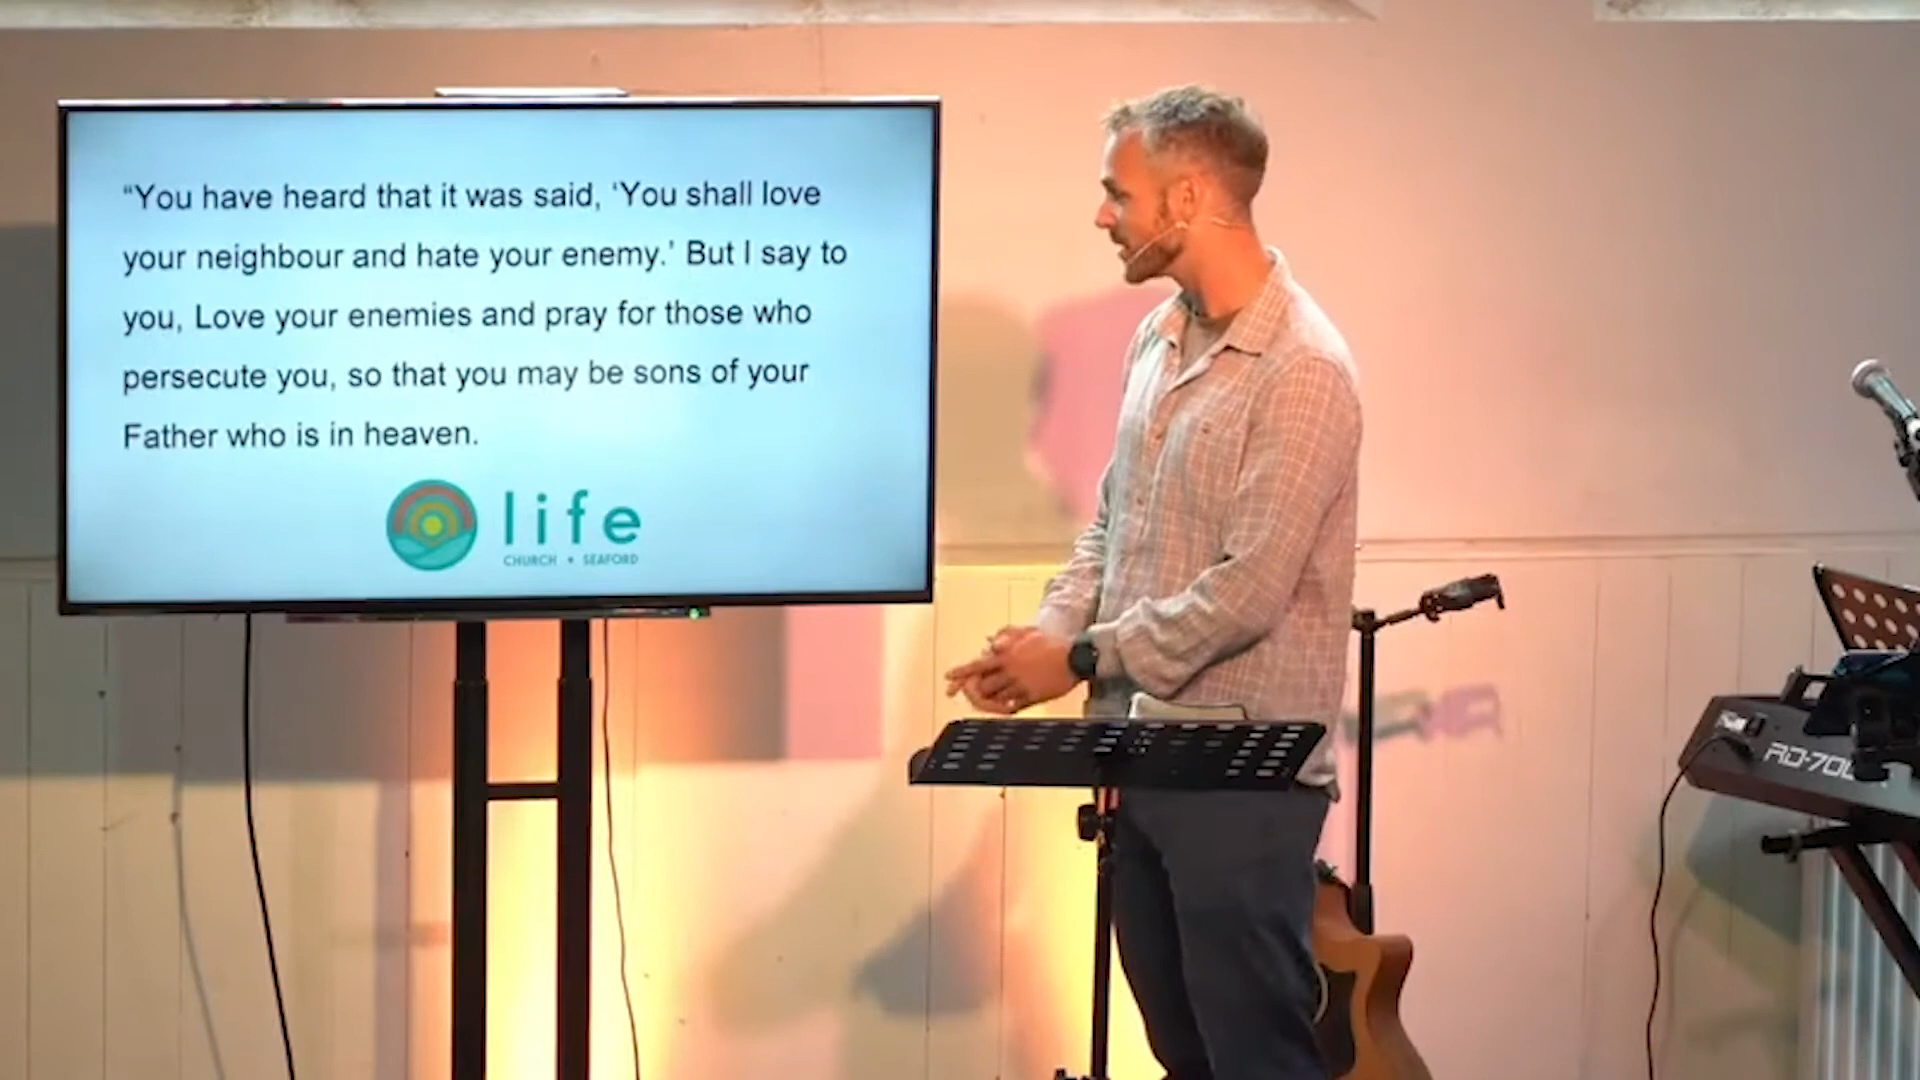 “You have heard that it was said, ‘You shall love
your neighbour and hate your enemy.’ But I say to
you, Love your enemies and pray for those who
persecute you, so that you may be sons of your
Father who is in heaven.
life
CHURCH • SEAFORD